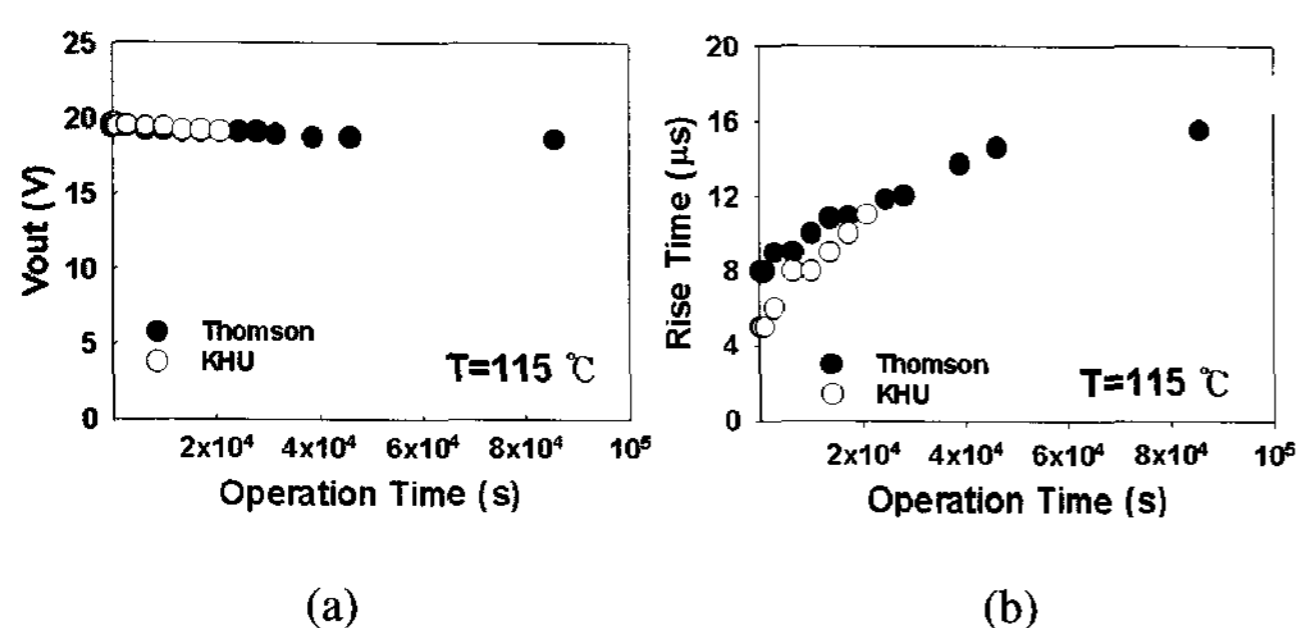 25
20
15
10
5
0
Vout (V)
Thomson
KHU
T=115 ℃
2x10⁴ 4x10⁴ 6x10⁴ 8x10⁴ 10⁵
Operation Time (s)
(a)
20
16
12
8
4
0
Rise Time (μs)
Thomson
KHU
T=115 ℃
2x10⁴ 4x10⁴ 6x10⁴ 8x10⁴ 10⁵
Operation Time (s)
(b)